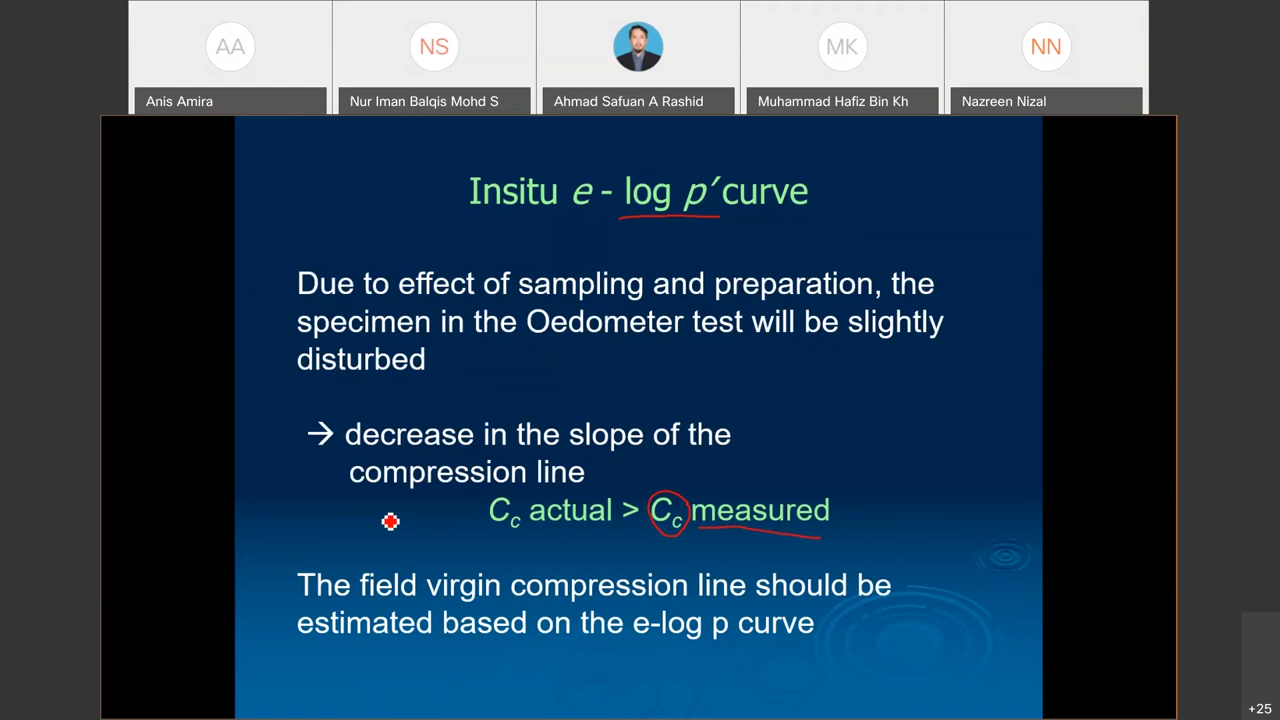 AA
NS
MK
NN
Anis Amira
Nur Iman Balqis Mohd S
Ahmad Safuan A Rashid
Muhammad Hafiz Bin Kh
Nazreen Nizal
Insitu e - log p′ curve
Due to effect of sampling and preparation, the
specimen in the Oedometer test will be slightly
disturbed
→ decrease in the slope of the
compression line
Cc actual > Cc measured
The field virgin compression line should be
estimated based on the e-log p curve
+25